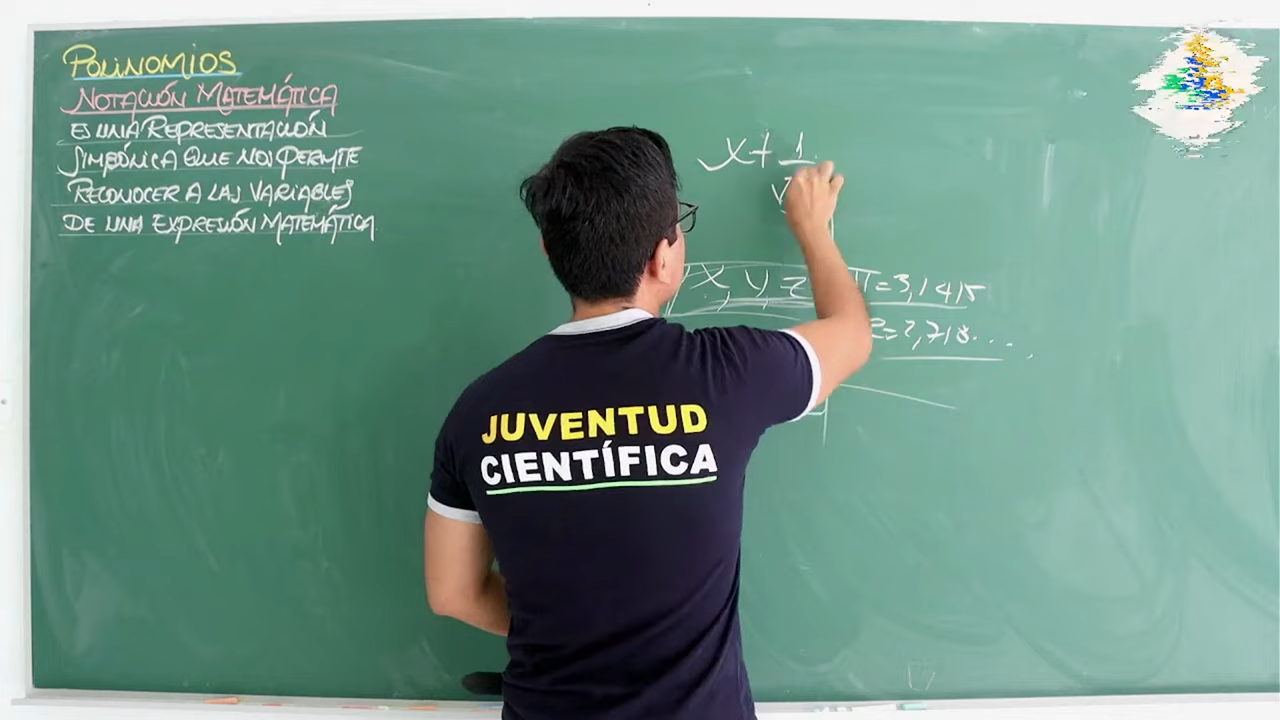 POLINOMIOS
NOTACIÓN MATEMÁTICA
ES UNA REPRESENTACIÓN
SIMBÓLICA QUE NOS PERMITE
RECONOCER A LAS VARIABLES
DE UNA EXPRESIÓN MATEMÁTICA
x + 1
√
x, y, z
π = 3,1415
e = 2,718...
JUVENTUD
CIENTÍFICA